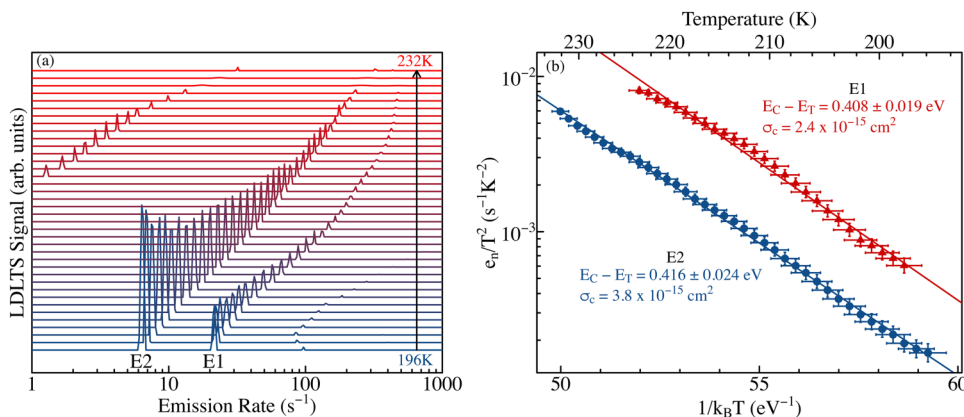 (a)
232K
LDLTS Signal (arb. units)
E2
E1
196K
1
10
100
1000
Emission Rate (s⁻¹)
Temperature (K)
230
220
210
200
(b)
10⁻²
E1
E_C − E_T = 0.408 ± 0.019 eV
σ_c = 2.4 x 10⁻¹⁵ cm²
e_n/T² (s⁻¹K⁻²)
10⁻³
E2
E_C − E_T = 0.416 ± 0.024 eV
σ_c = 3.8 x 10⁻¹⁵ cm²
50
55
60
1/k_BT (eV⁻¹)